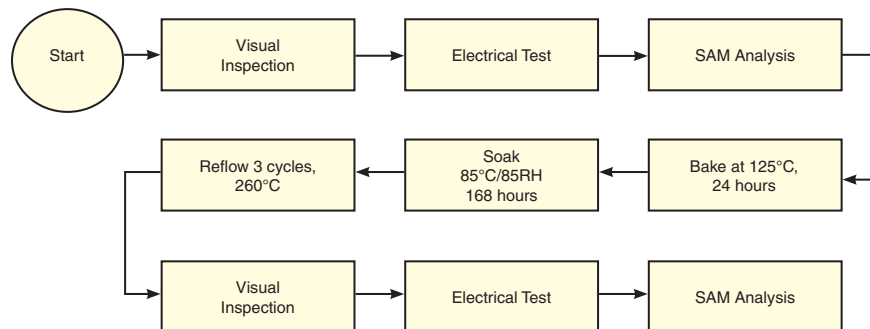 Start
Visual
Inspection
Electrical Test
SAM Analysis
Bake at 125°C,
24 hours
Soak
85°C/85RH
168 hours
Reflow 3 cycles,
260°C
Visual
Inspection
Electrical Test
SAM Analysis